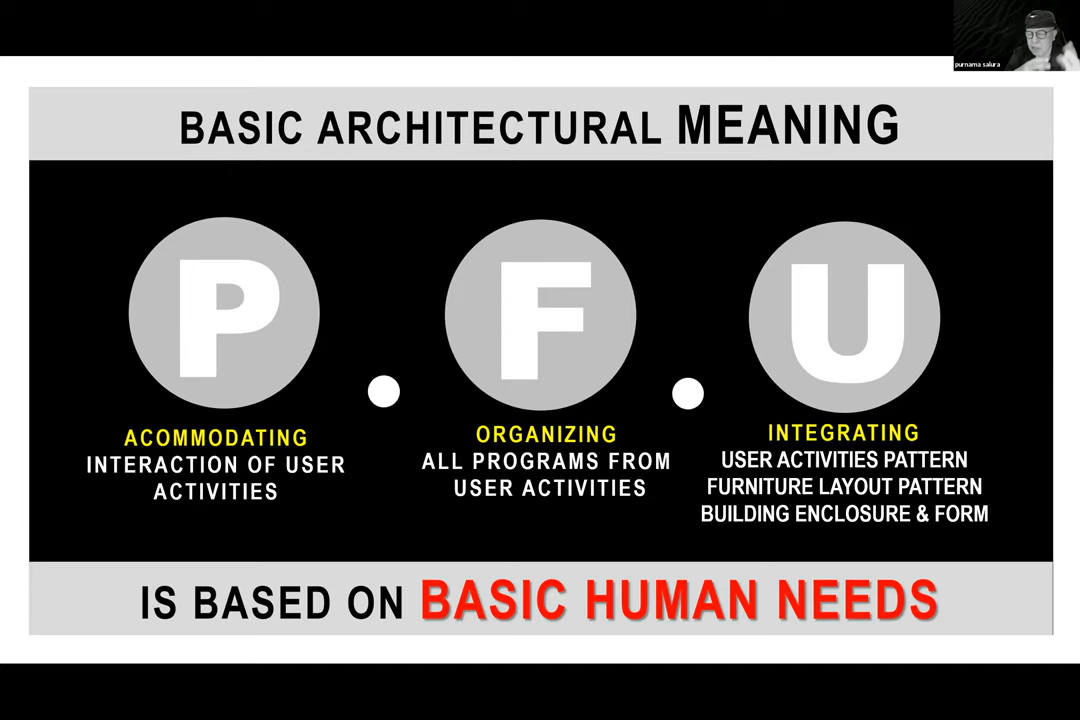 purnama salura
BASIC ARCHITECTURAL MEANING
P
F
U
ACOMMODATING
INTERACTION OF USER
ACTIVITIES
ORGANIZING
ALL PROGRAMS FROM
USER ACTIVITIES
INTEGRATING
USER ACTIVITIES PATTERN
FURNITURE LAYOUT PATTERN
BUILDING ENCLOSURE & FORM
IS BASED ON BASIC HUMAN NEEDS